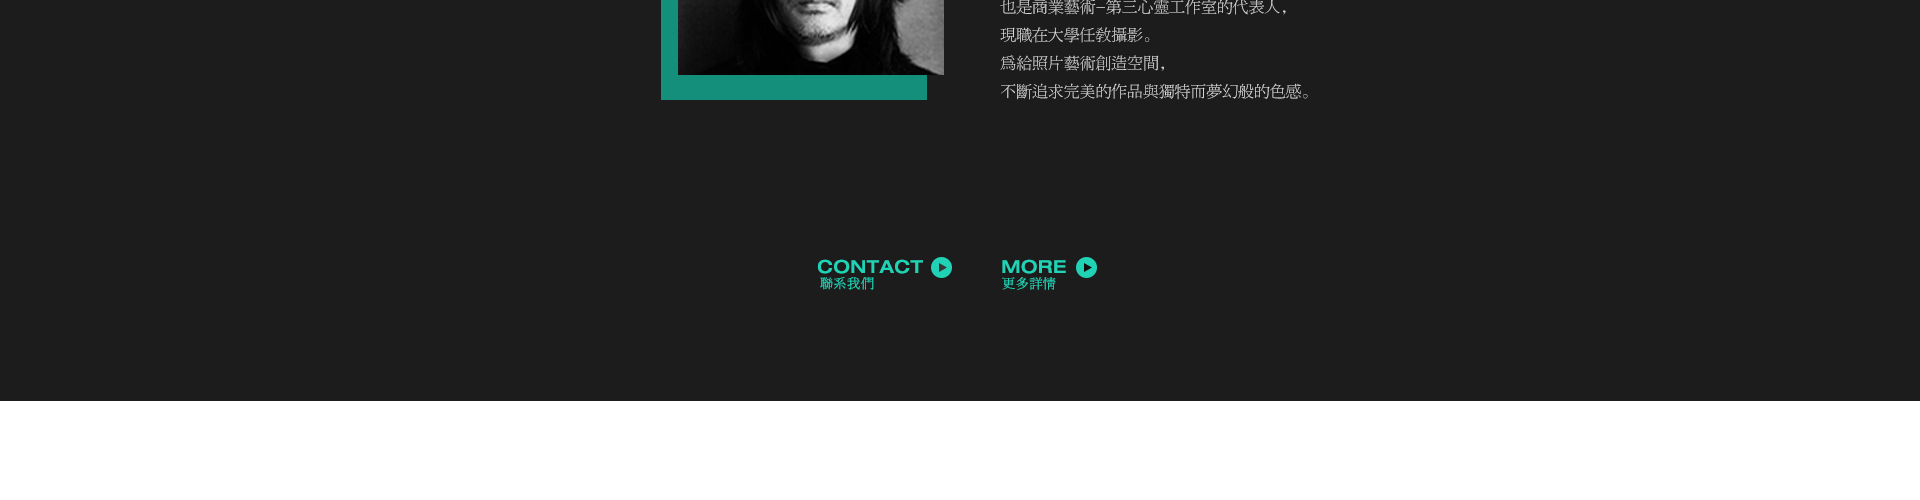 也是商業藝術–第三心靈工作室的代表人，
現職在大學任教攝影。
爲給照片藝術創造空間，
不斷追求完美的作品與獨特而夢幻般的色感。
CONTACT
聯系我們
MORE
更多詳情